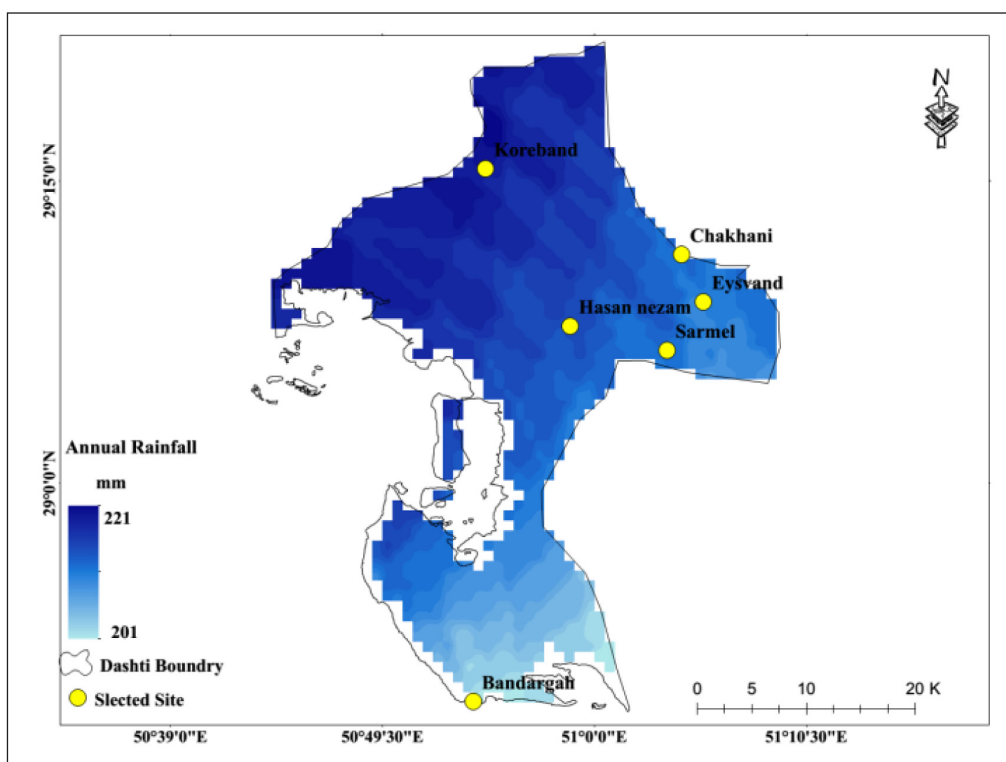 N
Koreband
29°15'0"N
Chakhani
Eysvand
Hasan nezam
Sarmel
Annual Rainfall
mm
29°0'0"N
221
201
Dashti Boundry
Bandargah
Slected Site
0 5 10 20 K
50°39'0"E 50°49'30"E 51°0'0"E 51°10'30"E